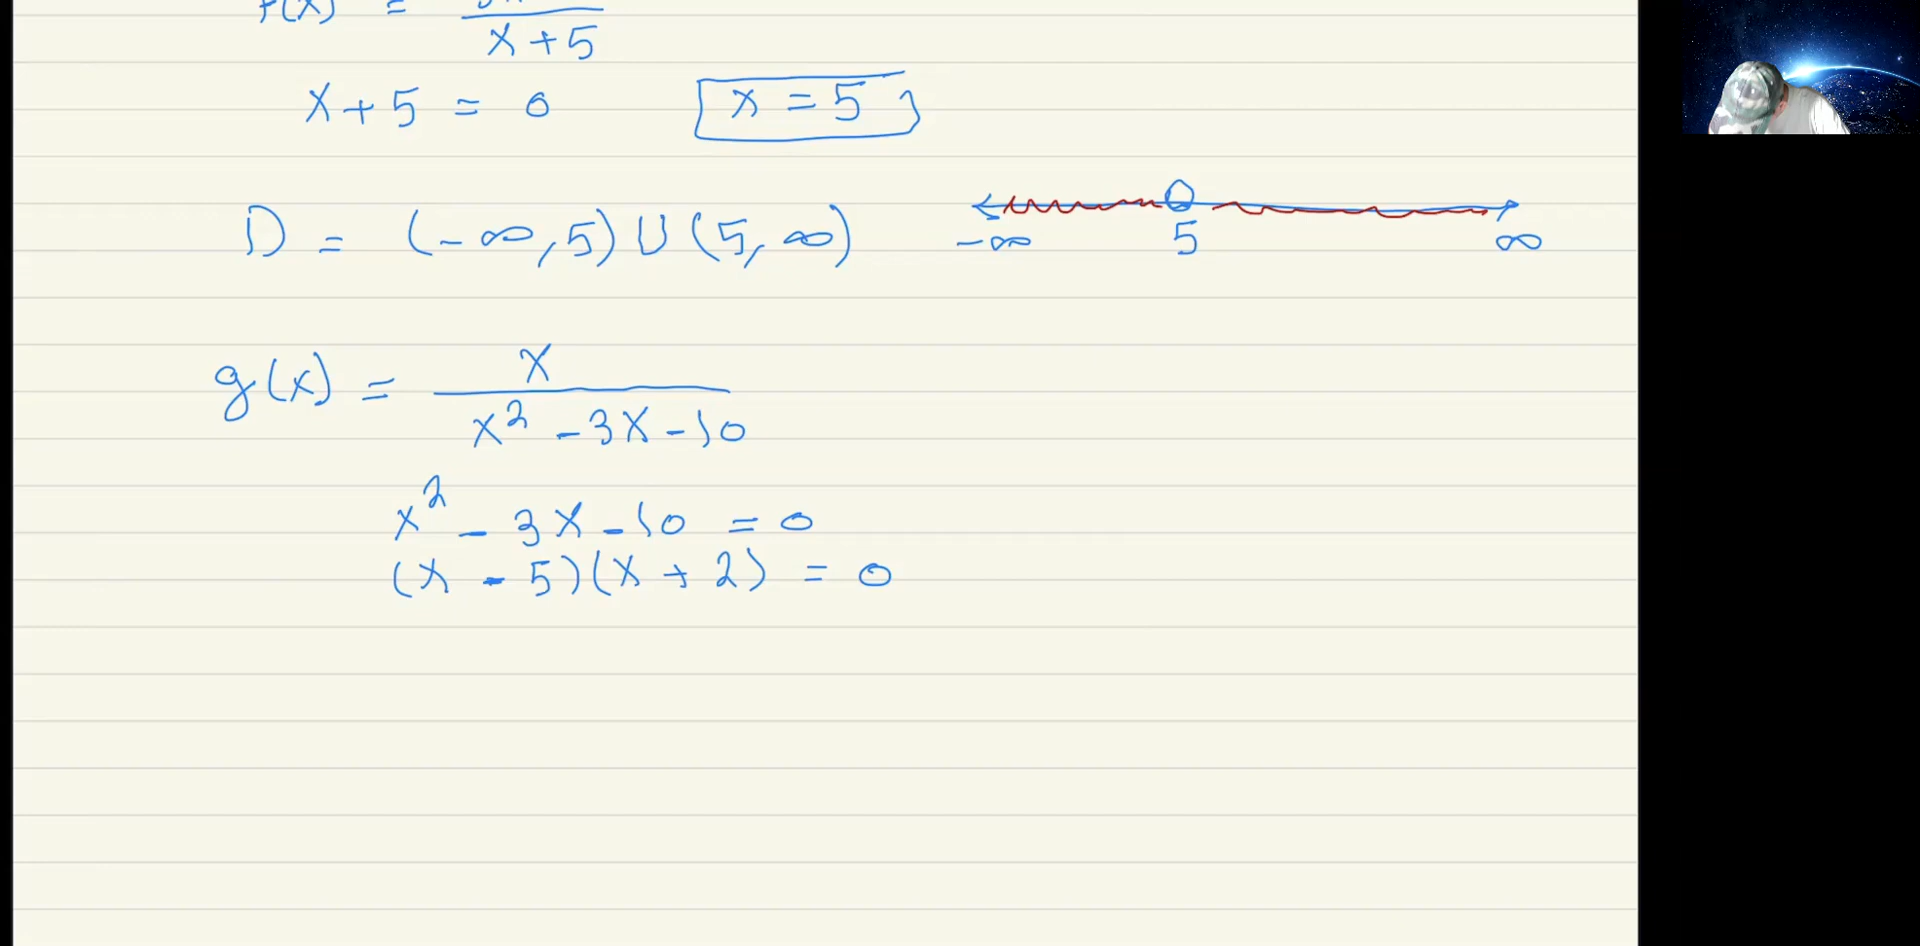 f(x) =
x + 5
x + 5 = 0 x = 5
D = (-∞, 5) U (5, ∞) -∞ 5 ∞
g(x) = x
x² - 3x - 10
x² - 3x - 10 = 0
(x - 5)(x + 2) = 0